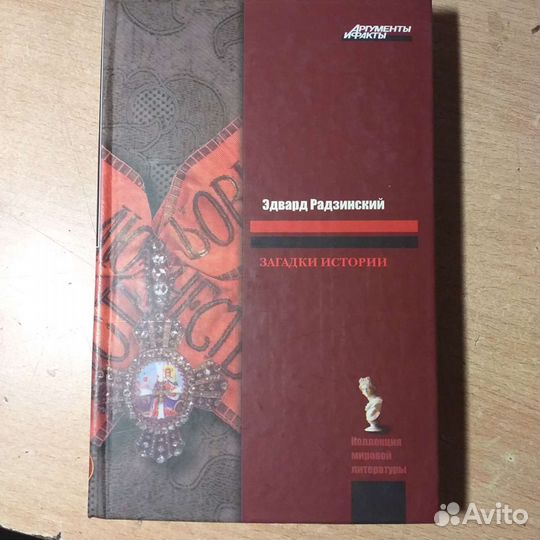 АРГУМЕНТЫ
И ФАКТЫ
Эдвард Радзинский
ЗАГАДКИ ИСТОРИИ
Коллекция
мировой
литературы
Avito